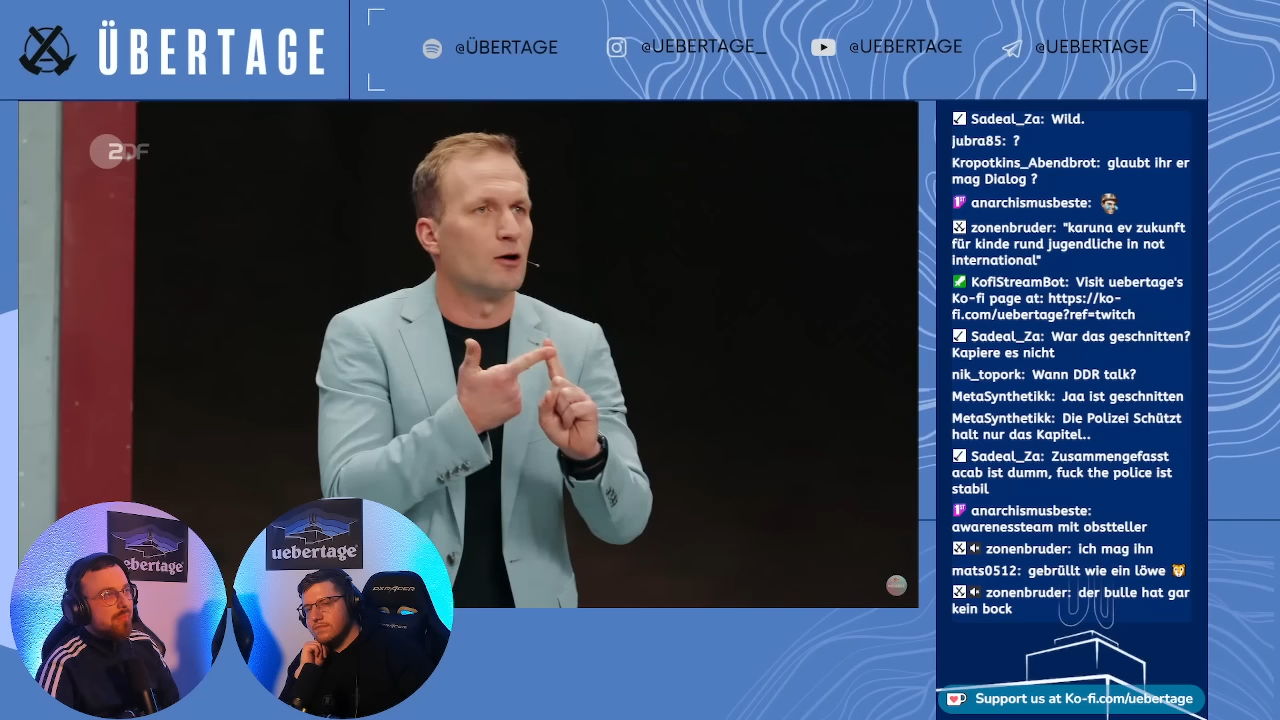 ÜBERTAGE
@ÜBERTAGE
@UEBERTAGE_
@UEBERTAGE
@UEBERTAGE
ZDF
Sadeal_Za: Wild.
jubra85: ?
Kropotkins_Abendbrot: glaubt ihr er
mag Dialog ?
anarchismusbeste:
zonenbruder: "karuna ev zukunft
für kinde rund jugendliche in not
international"
KofiStreamBot: Visit uebertage's
Ko-fi page at: https://ko-
fi.com/uebertage?ref=twitch
Sadeal_Za: War das geschnitten?
Kapiere es nicht
nik_topork: Wann DDR talk?
MetaSynthetikk: Jaa ist geschnitten
MetaSynthetikk: Die Polizei Schützt
halt nur das Kapitel..
Sadeal_Za: Zusammengefasst
acab ist dumm, fuck the police ist
stabil
anarchismusbeste:
awarenessteam mit obstteller
zonenbruder: ich mag ihn
mats0512: gebrüllt wie ein löwe
zonenbruder: der bulle hat gar
kein bock
ebertage
uebertage
Support us at Ko-fi.com/uebertage